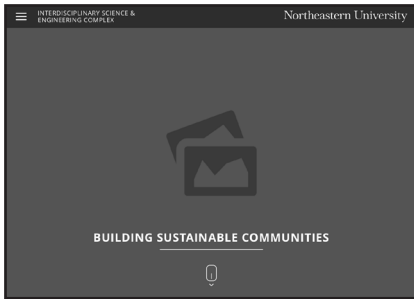 INTERDISCIPLINARY SCIENCE &
ENGINEERING COMPLEX
Northeastern University
BUILDING SUSTAINABLE COMMUNITIES